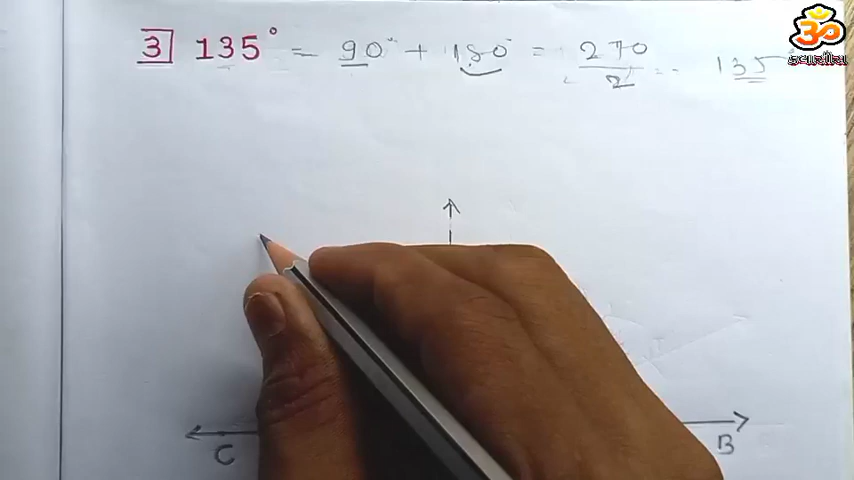 3 135° = 90° + 180° = 270/2 = 135°
ૐ
C B